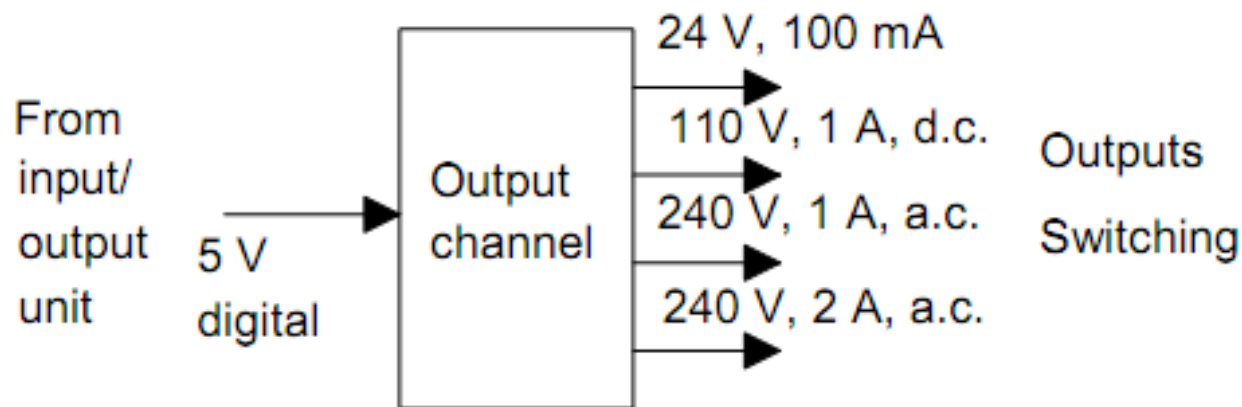 From
input/
output
unit
5 V
digital
Output
channel
24 V, 100 mA
110 V, 1 A, d.c.
240 V, 1 A, a.c.
240 V, 2 A, a.c.
Outputs
Switching